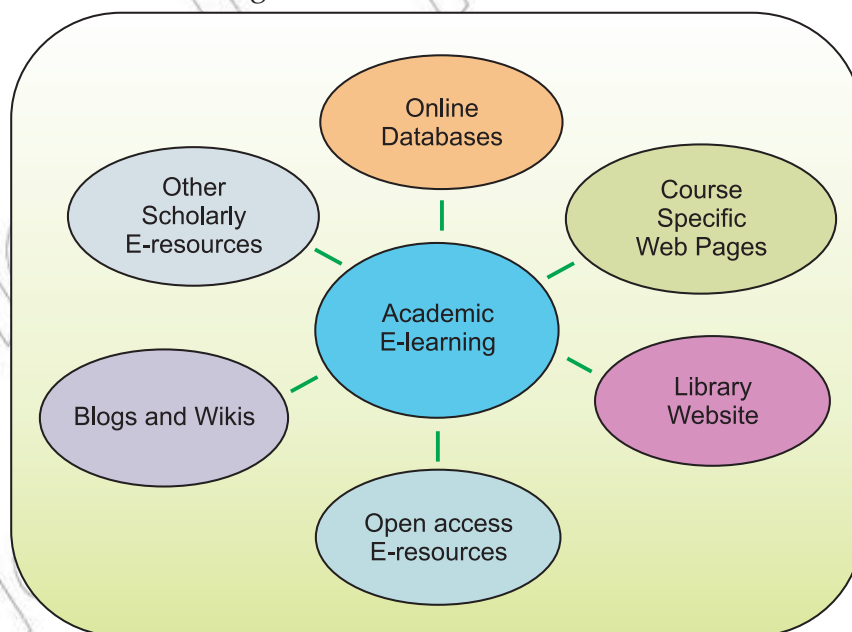 Online
Databases
Other
Scholarly
E-resources
Course
Specific
Web Pages
Academic
E-learning
Blogs and Wikis
Library
Website
Open access
E-resources